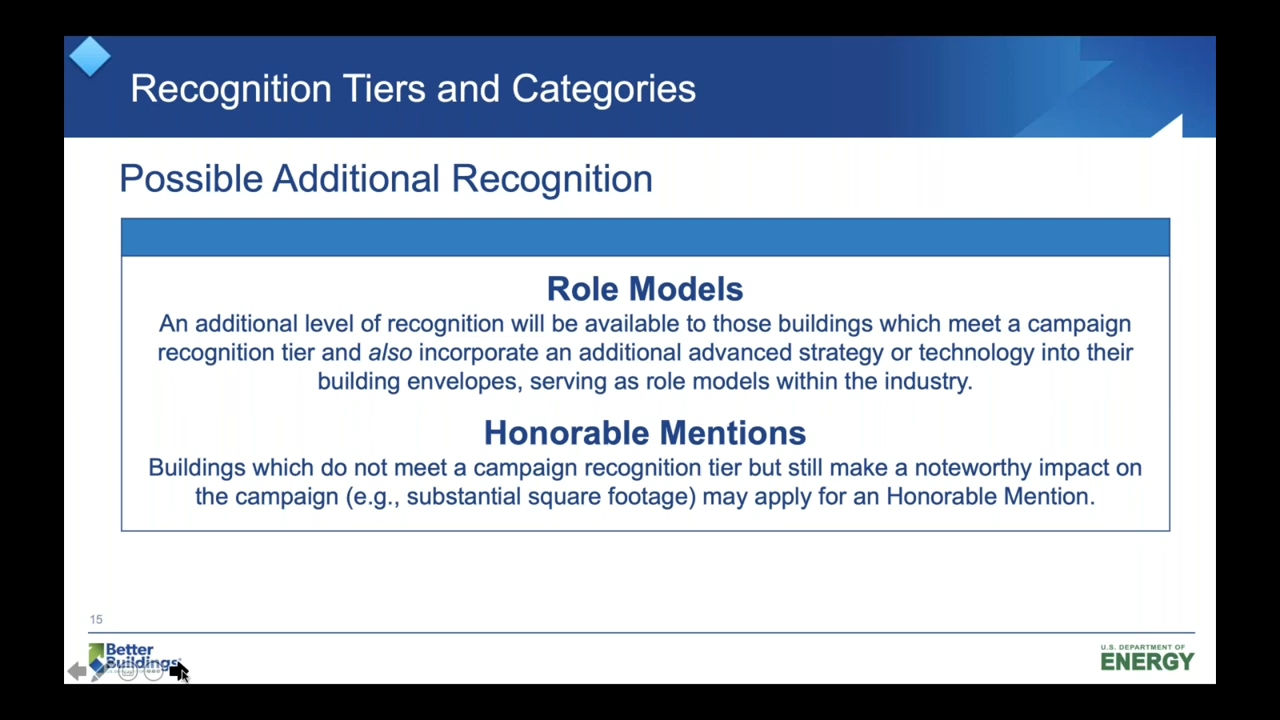 Recognition Tiers and Categories
Possible Additional Recognition
Role Models
An additional level of recognition will be available to those buildings which meet a campaign
recognition tier and also incorporate an additional advanced strategy or technology into their
building envelopes, serving as role models within the industry.
Honorable Mentions
Buildings which do not meet a campaign recognition tier but still make a noteworthy impact on
the campaign (e.g., substantial square footage) may apply for an Honorable Mention.
15
Better
Buildings
U.S. DEPARTMENT OF
ENERGY